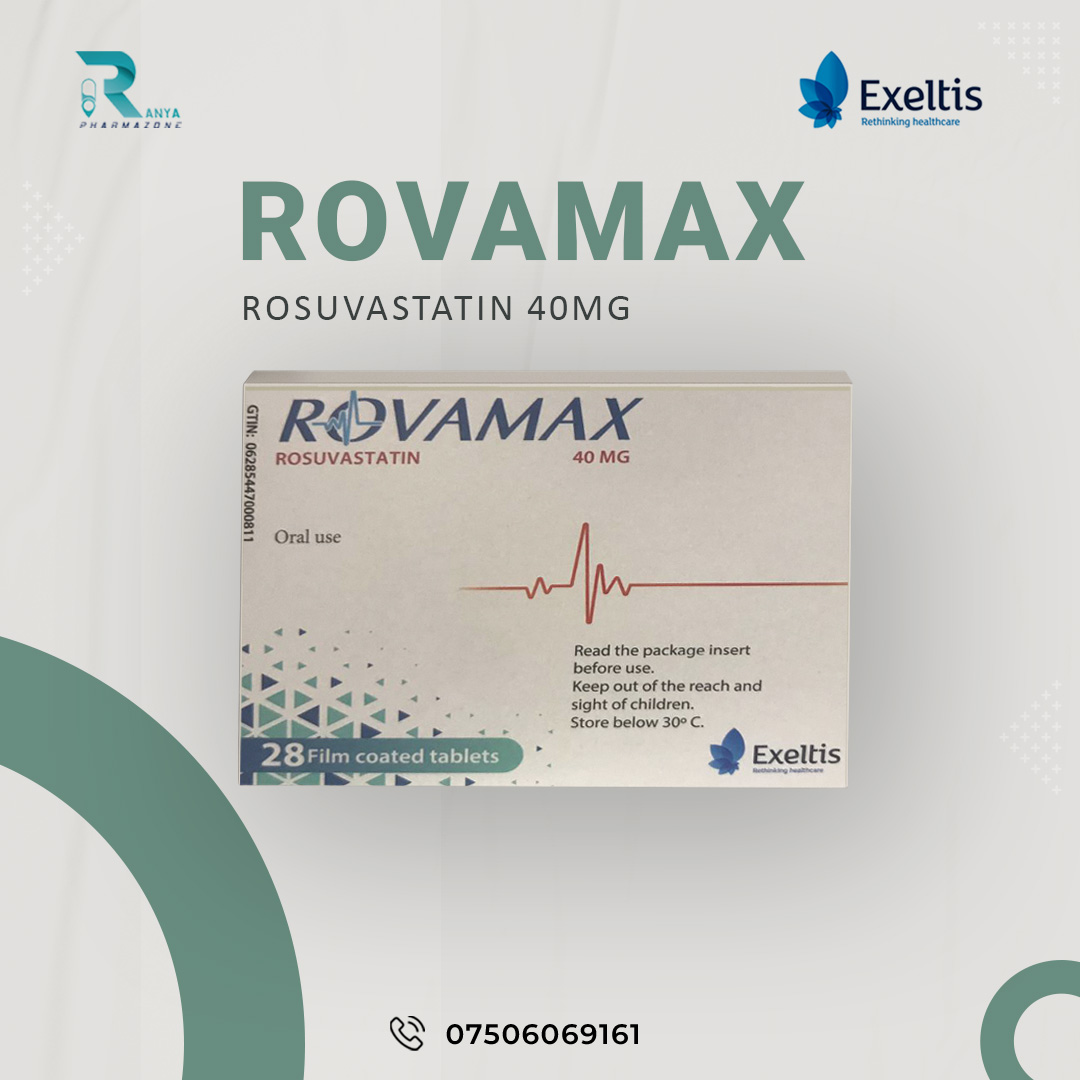 RANYA
PHARMAZONE
Exeltis
Rethinking healthcare
ROVAMAX
ROSUVASTATIN 40MG
GTIN: 06285447000811
ROVAMAX
ROSUVASTATIN 40 MG
Oral use
Read the package insert
before use.
Keep out of the reach and
sight of children.
Store below 30º C.
28 Film coated tablets
Exeltis
Rethinking healthcare
07506069161